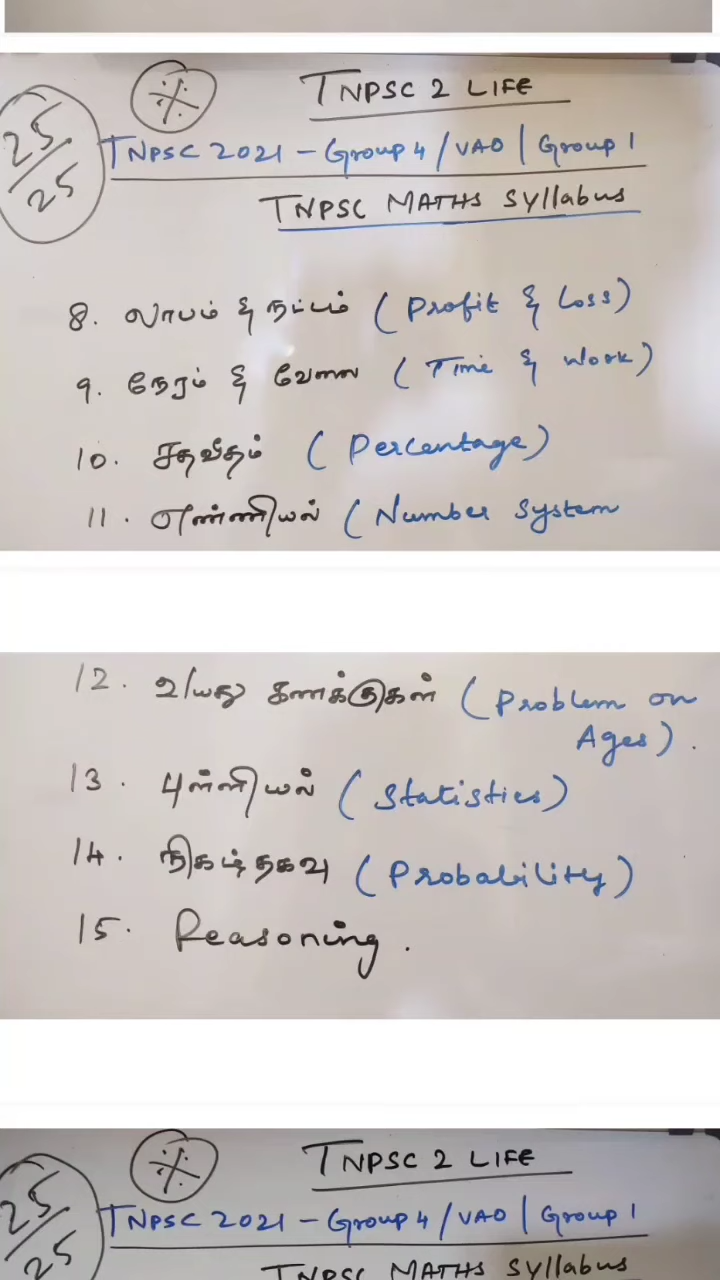 TNPSC 2 LIFE
25/25
TNPSC 2021 - Group 4 / VAO | Group 1
TNPSC MATHS Syllabus
8. லாபம் & நட்டம் ( Profit & Loss )
9. நேரம் & வேலை ( Time & Work )
10. சதவீதம் ( Percentage )
11. எண்ணியல் ( Number System
12. வயது கணக்குகள் ( Problem on
Ages ) .
13. புள்ளியியல் ( Statistics )
14. நிகழ்தகவு ( Probability )
15. Reasoning .
TNPSC 2 LIFE
25/25
TNPSC 2021 - Group 4 / VAO | Group 1
TNPSC MATHS Syllabus